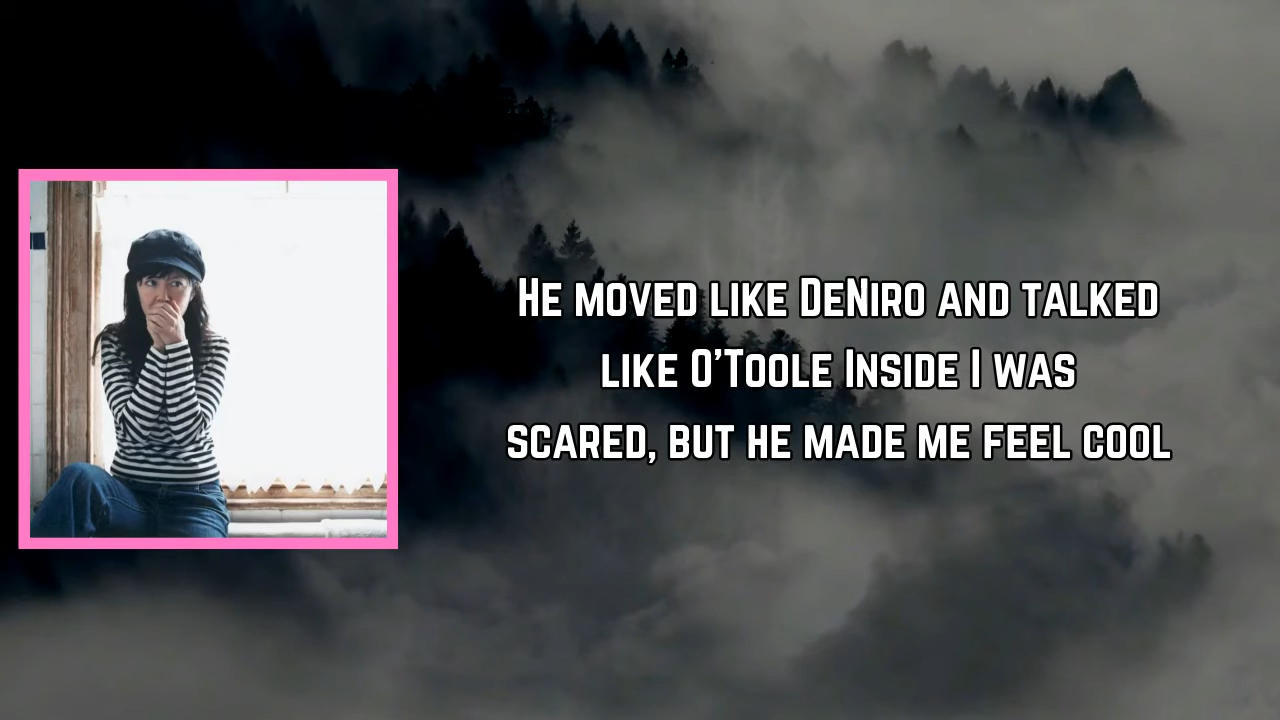 He moved like DeNiro and talked
like O'Toole Inside I was
scared, but he made me feel cool